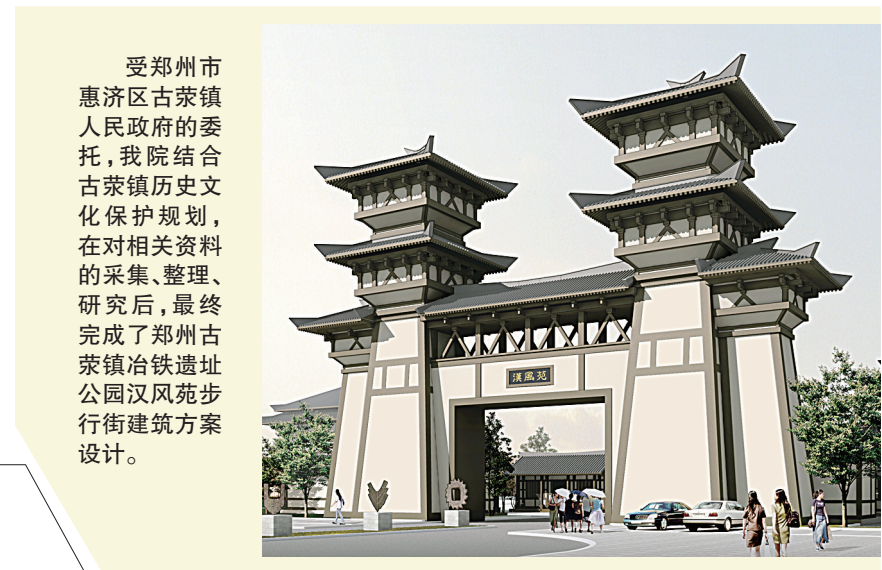 受郑州市
惠济区古荥镇
人民政府的委
托,我院结合
古荥镇历史文
化保护规划,
在对相关资料
的采集、整理、
研究后,最终
完成了郑州古
荥镇冶铁遗址
公园汉风苑步
行街建筑方案
设计。
漢風苑